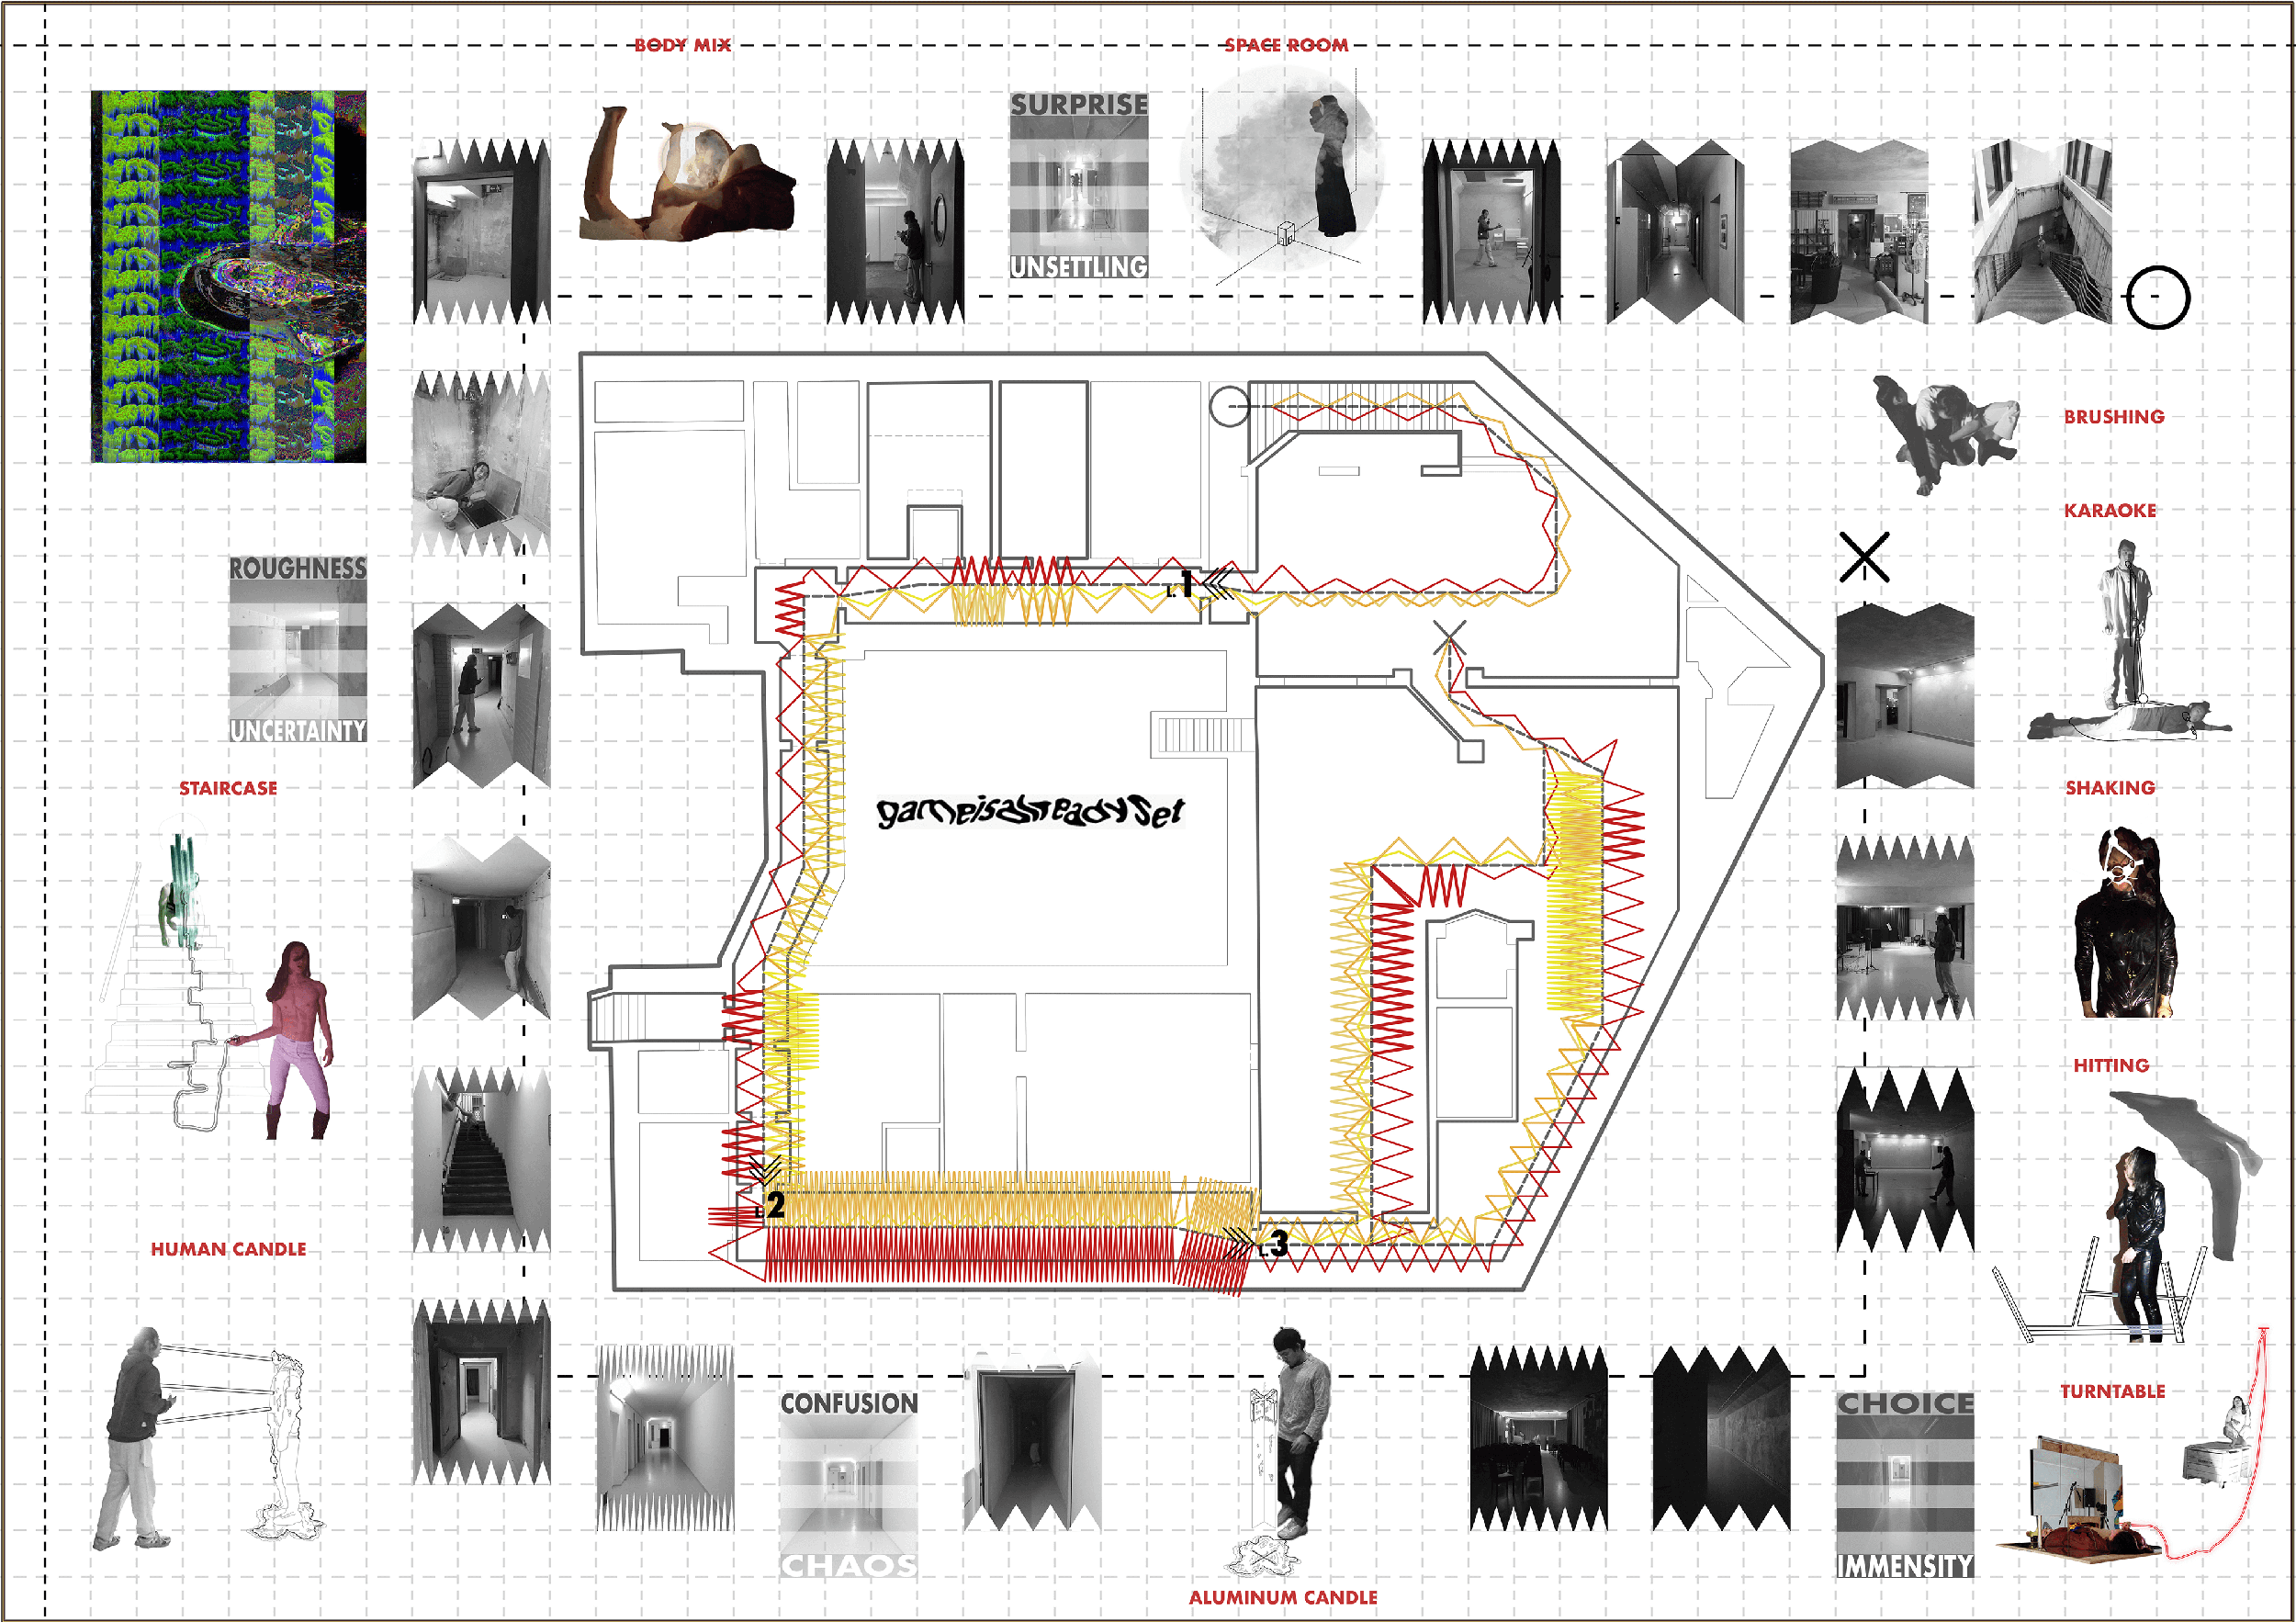 BODY MIX
SPACE ROOM
SURPRISE
UNSETTLING
BRUSHING
KARAOKE
ROUGHNESS
UNCERTAINTY
L.1
STAIRCASE
gameisalreadySet
SHAKING
HITTING
L.2
L.3
HUMAN CANDLE
TURNTABLE
CONFUSION
CHAOS
CHOICE
IMMENSITY
ALUMINUM CANDLE